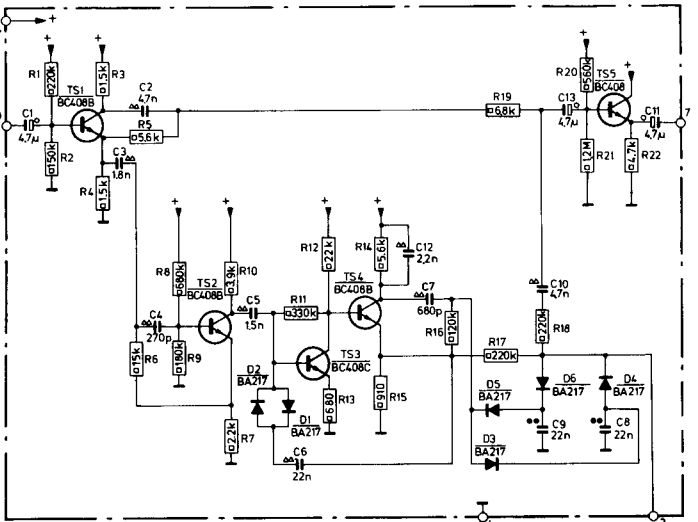 +
+ + + +
R1 220k
TS1
BC408B
1,5k R3
C2
4,7n
R19
6,8k
R20 560k
TS5
BC408
C13
4,7µ
C11
4,7µ
7
C1
4,7µ
R5
5,6k
R2 150k
C3
1,8n
R4 1,5k
R21 1,2M
4,7k R22
+ + + +
R8 680k
TS2
BC408B
3,9k R10
R12 22k
R14 5,6k
C12
2,2n
TS4
BC408B
C5
1,5n
R11
330k
C7
680p
C10
4,7n
C4
270p
R16 120k
220k R18
R6 15k
R9 180k
TS3
BC408C
R17
220k
D2
BA217
R13 680
910 R15
D5
BA217
D6
BA217
D4
BA217
D1
BA217
2,2k R7
C9
22n
C8
22n
C6
22n
D3
BA217